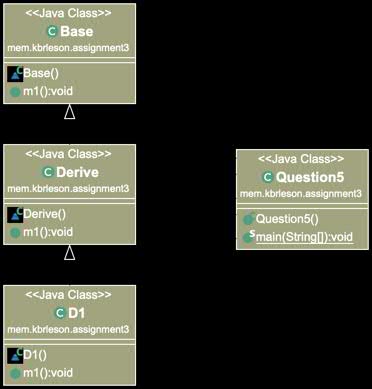 <<Java Class>>
Base
mem.kbrleson.assignment3
Base()
m1():void
<<Java Class>>
Derive
mem.kbrleson.assignment3
Derive()
m1():void
<<Java Class>>
Question5
mem.kbrleson.assignment3
Question5()
main(String[]):void
<<Java Class>>
D1
mem.kbrleson.assignment3
D1()
m1():void